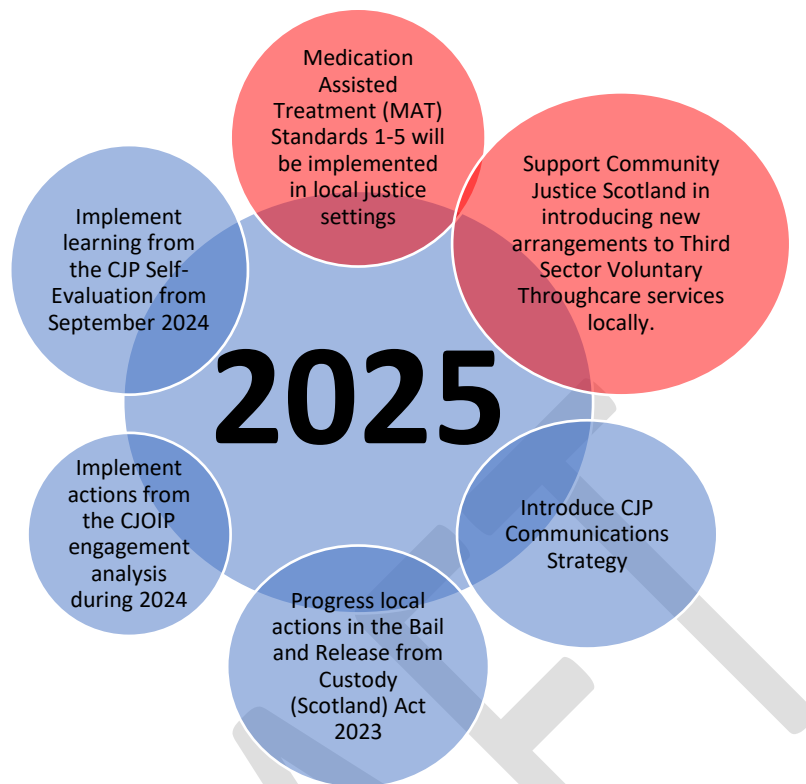 Medication
Assisted
Treatment (MAT)
Standards 1-5 will
be implemented
in local justice
settings
Support Community
Justice Scotland in
introducing new
arrangements to Third
Sector Voluntary
Throughcare services
locally.
Introduce CJP
Communications
Strategy
Progress local
actions in the Bail
and Release from
Custody
(Scotland) Act
2023
Implement
actions from
the CJOIP
engagement
analysis
during 2024
Implement
learning from
the CJP Self-
Evaluation from
September 2024
2025